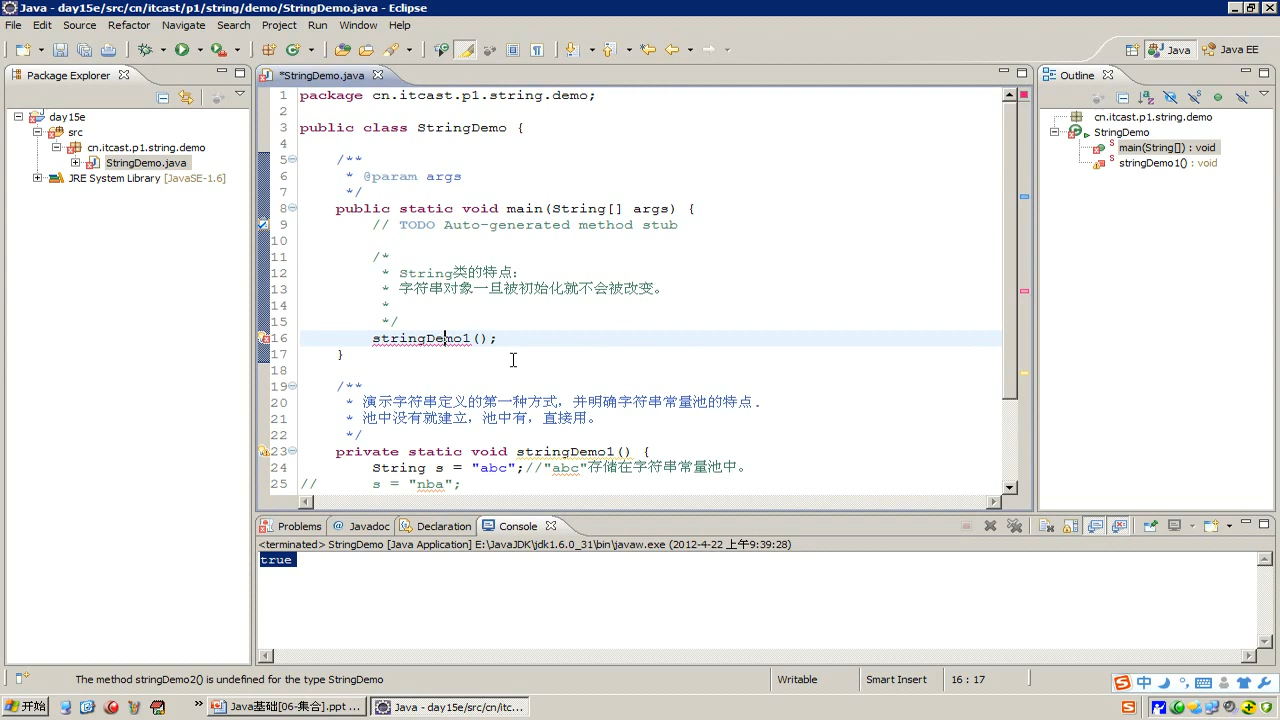 Java - day15e/src/cn/itcast/p1/string/demo/StringDemo.java - Eclipse
File Edit Source Refactor Navigate Search Project Run Window Help
Java
Java EE
Package Explorer
day15e
src
cn.itcast.p1.string.demo
StringDemo.java
JRE System Library [JavaSE-1.6]
*StringDemo.java
1 package cn.itcast.p1.string.demo;
2
3 public class StringDemo {
4
5 /**
6 * @param args
7 */
8 public static void main(String[] args) {
9 // TODO Auto-generated method stub
10
11 /*
12 * String类的特点:
13 * 字符串对象一旦被初始化就不会被改变。
14 *
15 */
16 stringDemo1();
17 }
18
19 /**
20 * 演示字符串定义的第一种方式，并明确字符串常量池的特点.
21 * 池中没有就建立，池中有，直接用。
22 */
23 private static void stringDemo1() {
24 String s = "abc";//"abc"存储在字符串常量池中。
25 // s = "nba";
Outline
cn.itcast.p1.string.demo
StringDemo
main(String[]) : void
stringDemo1() : void
Problems @ Javadoc Declaration Console
<terminated> StringDemo [Java Application] E:\JavaJDK\jdk1.6.0_31\bin\javaw.exe (2012-4-22 上午9:39:28)
true
The method stringDemo2() is undefined for the type StringDemo
Writable
Smart Insert
16 : 17
中
开始
Java基础[06-集合].ppt ...
Java - day15e/src/cn/itc...